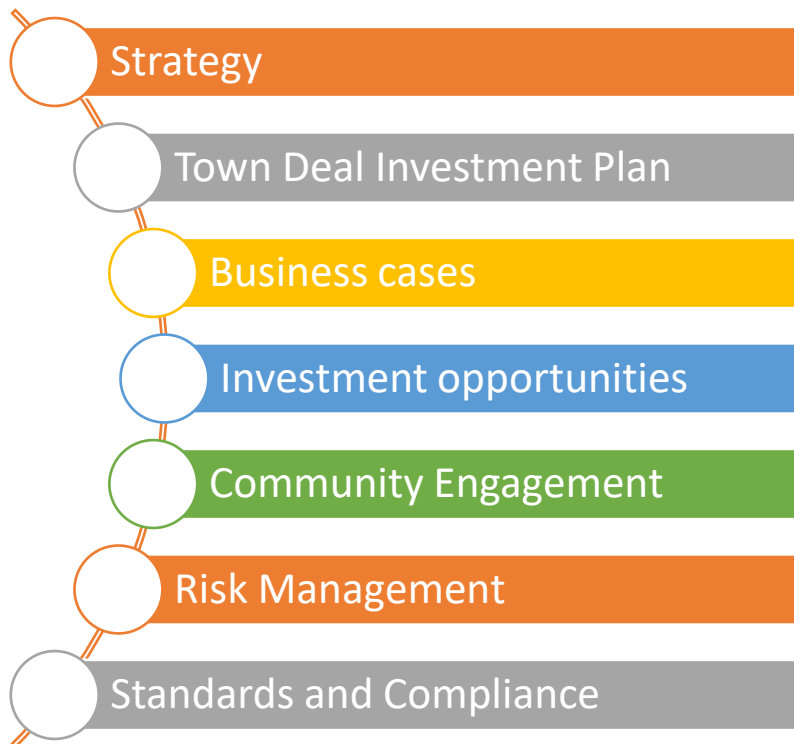 Strategy
Town Deal Investment Plan
Business cases
Investment opportunities
Community Engagement
Risk Management
Standards and Compliance